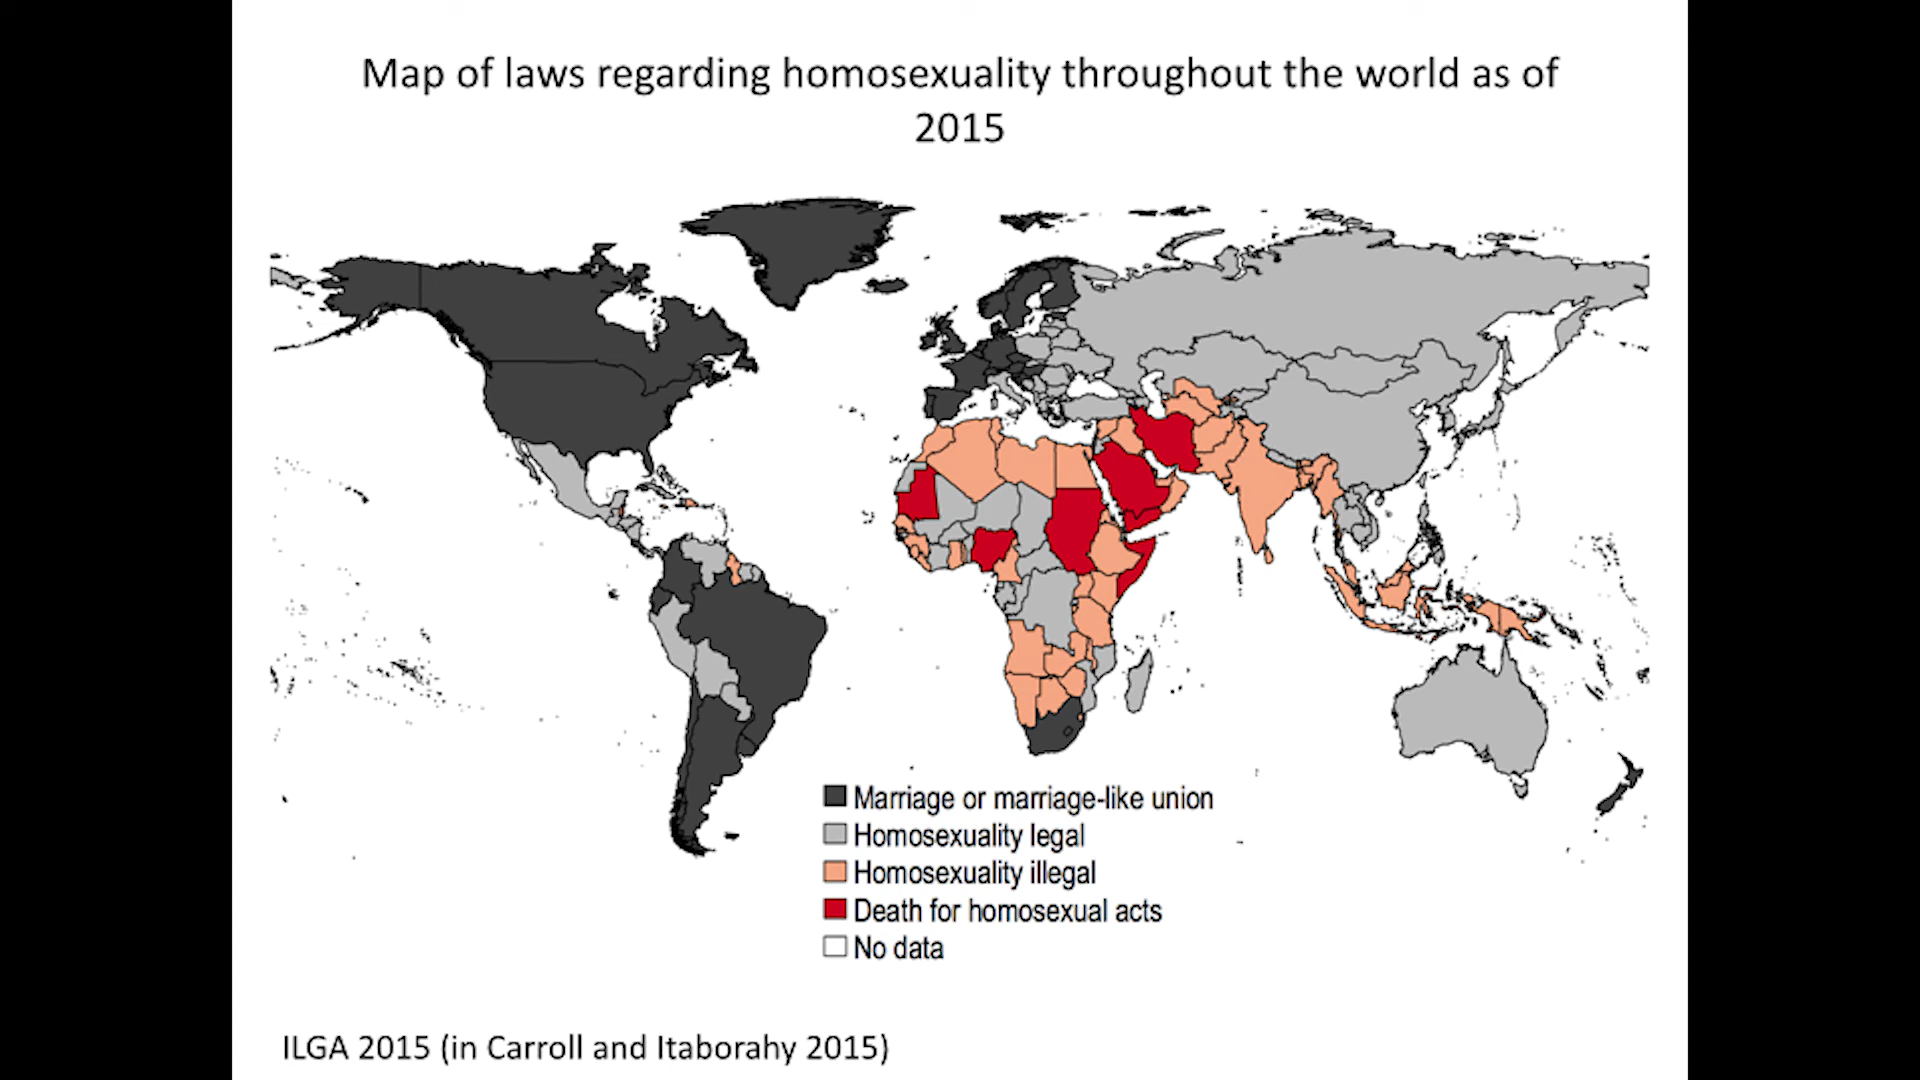 Map of laws regarding homosexuality throughout the world as of
2015
Marriage or marriage-like union
Homosexuality legal
Homosexuality illegal
Death for homosexual acts
No data
ILGA 2015 (in Carroll and Itaborahy 2015)